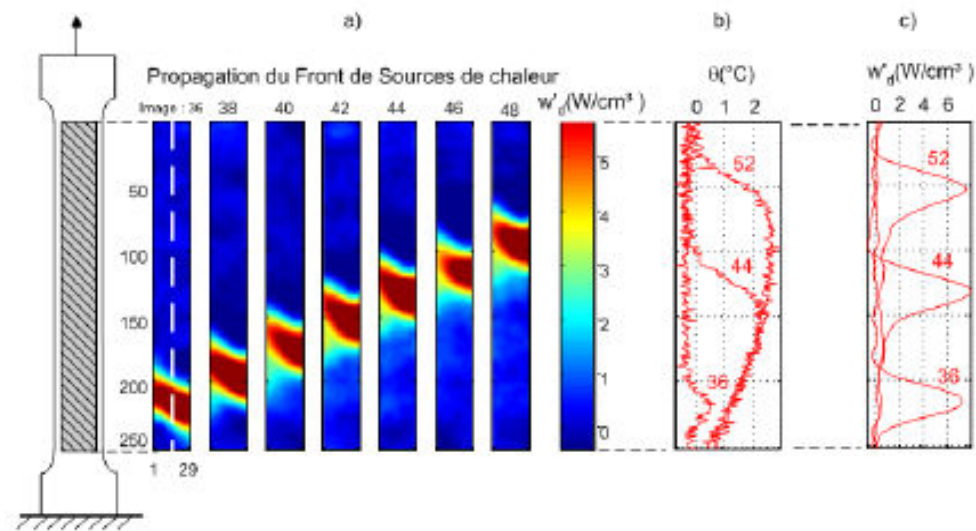 a)
b)
c)
Propagation du Front de Sources de chaleur
w'd(W/cm³)
θ(°C)
w'd(W/cm³)
Image : 36 38 40 42 44 46 48
0 1 2
0 2 4 6
5
4
3
2
1
0
50
100
150
200
250
1 29
52
44
36
52
44
36